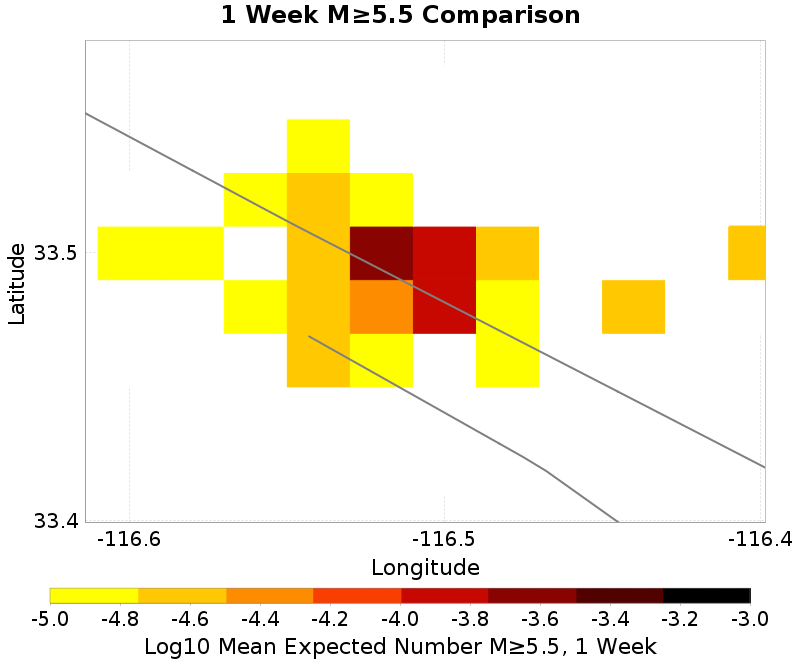 1 Week M≥5.5 Comparison
Latitude
33.5
33.4
-116.6 -116.5 -116.4
Longitude
-5.0 -4.8 -4.6 -4.4 -4.2 -4.0 -3.8 -3.6 -3.4 -3.2 -3.0
Log10 Mean Expected Number M≥5.5, 1 Week